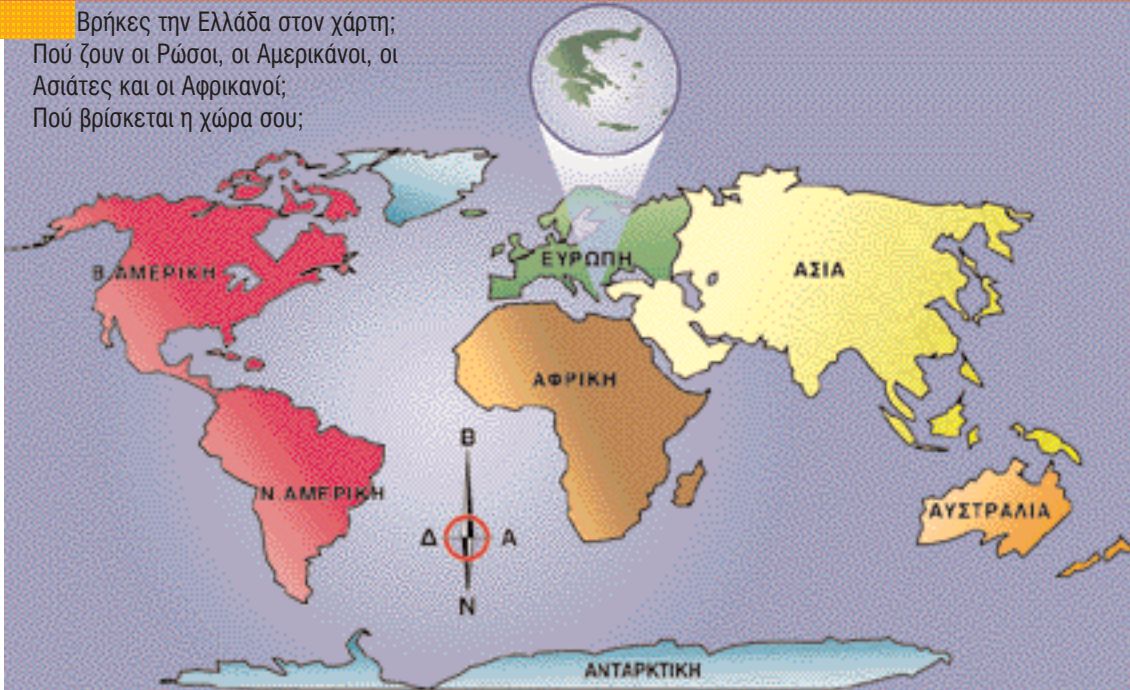 Βρήκες την Ελλάδα στον χάρτη;
Πού ζουν οι Ρώσοι, οι Αμερικάνοι, οι
Ασιάτες και οι Αφρικανοί;
Πού βρίσκεται η χώρα σου;
Β. ΑΜΕΡΙΚΗ
ΕΥΡΩΠΗ
ΑΣΙΑ
ΑΦΡΙΚΗ
Ν. ΑΜΕΡΙΚΗ
ΑΥΣΤΡΑΛΙΑ
Β
Δ Α
Ν
ΑΝΤΑΡΚΤΙΚΗ